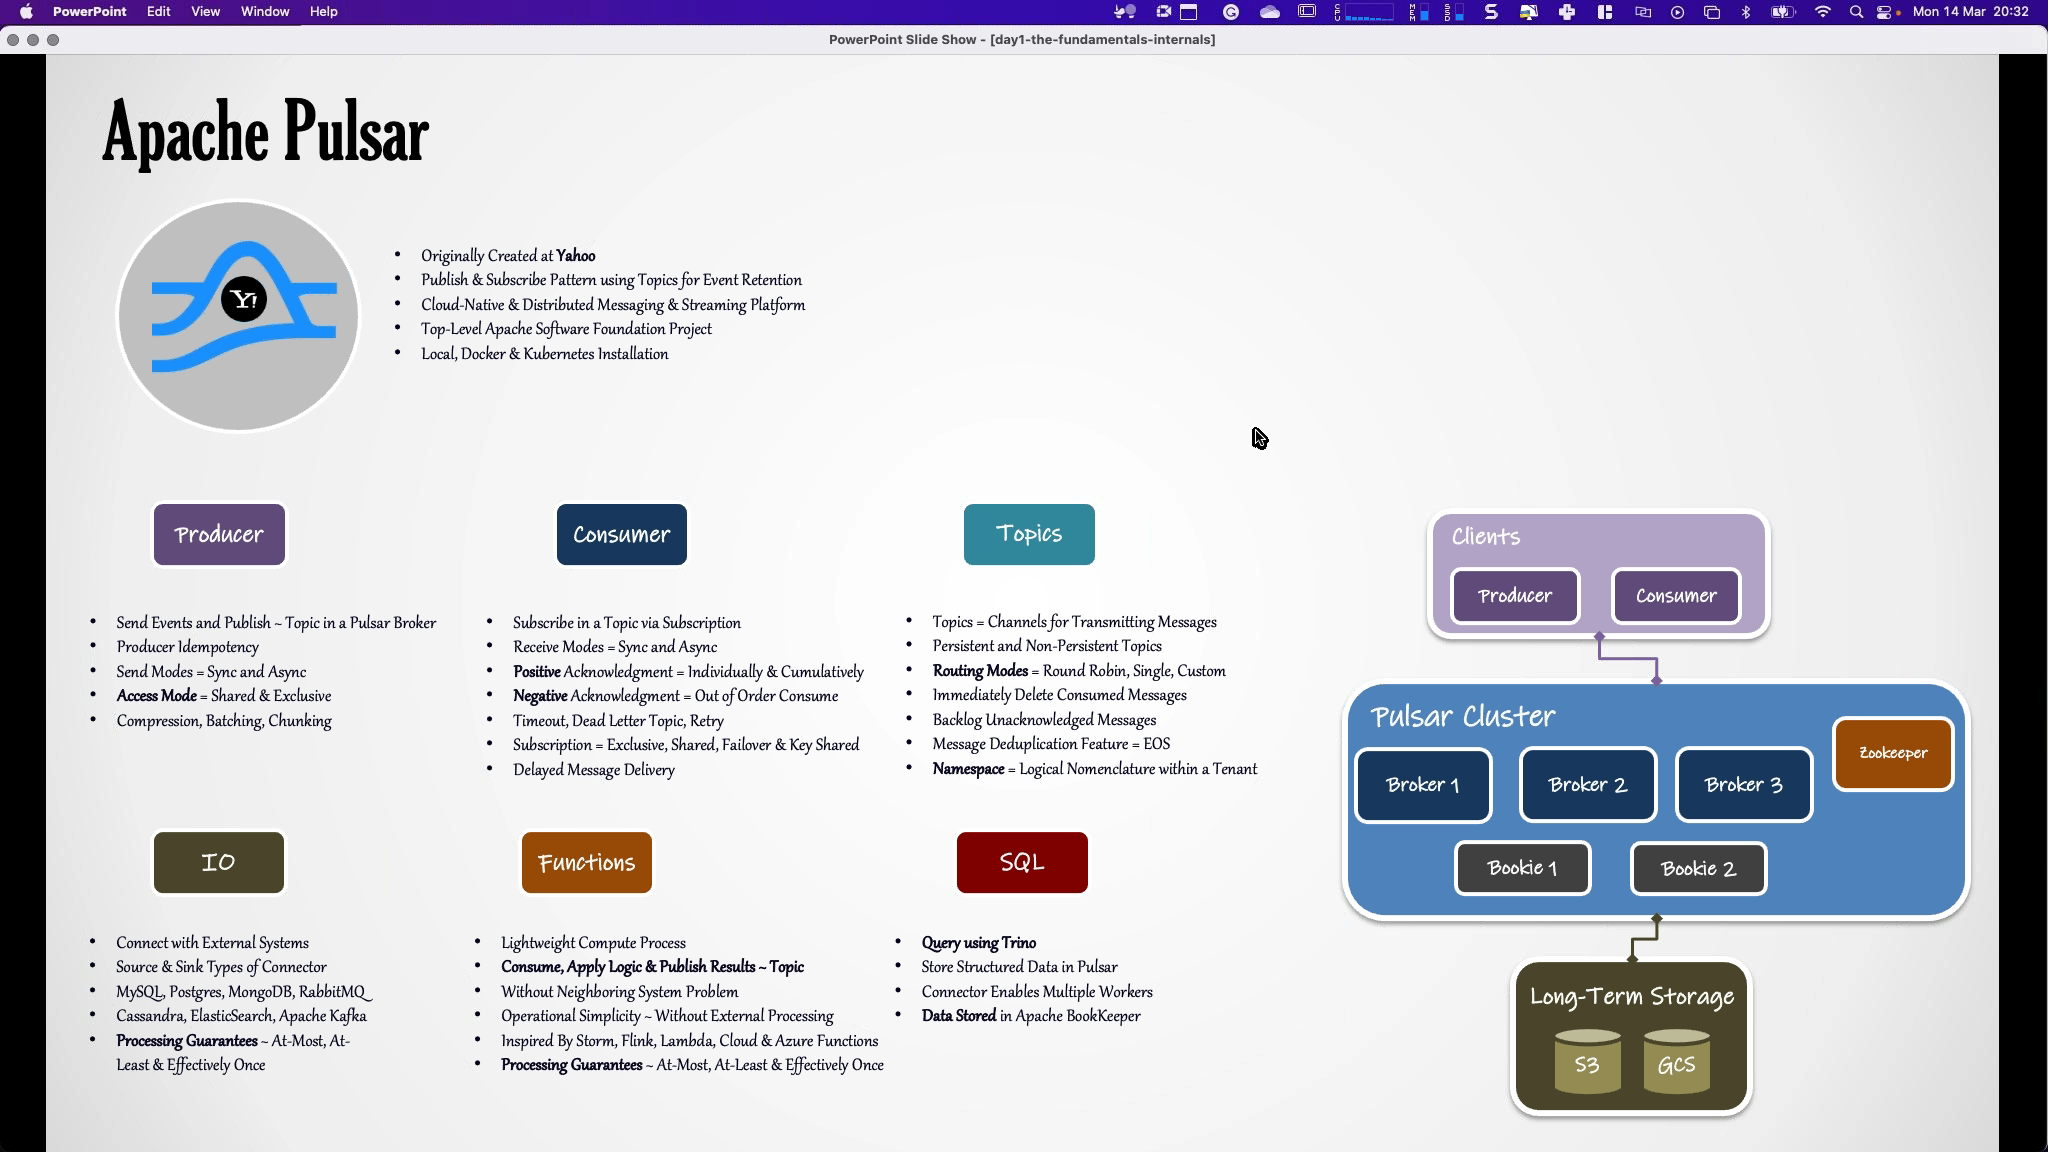 PowerPoint Edit View Window Help Mon 14 Mar 20:32
PowerPoint Slide Show - [day1-the-fundamentals-internals]
Apache Pulsar
Y!
• Originally Created at Yahoo
• Publish & Subscribe Pattern using Topics for Event Retention
• Cloud-Native & Distributed Messaging & Streaming Platform
• Top-Level Apache Software Foundation Project
• Local, Docker & Kubernetes Installation
Producer
• Send Events and Publish ~ Topic in a Pulsar Broker
• Producer Idempotency
• Send Modes = Sync and Async
• Access Mode = Shared & Exclusive
• Compression, Batching, Chunking
Consumer
• Subscribe in a Topic via Subscription
• Receive Modes = Sync and Async
• Positive Acknowledgment = Individually & Cumulatively
• Negative Acknowledgment = Out of Order Consume
• Timeout, Dead Letter Topic, Retry
• Subscription = Exclusive, Shared, Failover & Key Shared
• Delayed Message Delivery
Topics
• Topics = Channels for Transmitting Messages
• Persistent and Non-Persistent Topics
• Routing Modes = Round Robin, Single, Custom
• Immediately Delete Consumed Messages
• Backlog Unacknowledged Messages
• Message Deduplication Feature = EOS
• Namespace = Logical Nomenclature within a Tenant
IO
• Connect with External Systems
• Source & Sink Types of Connector
• MySQL, Postgres, MongoDB, RabbitMQ
• Cassandra, ElasticSearch, Apache Kafka
• Processing Guarantees ~ At-Most, At-
Least & Effectively Once
Functions
• Lightweight Compute Process
• Consume, Apply Logic & Publish Results ~ Topic
• Without Neighboring System Problem
• Operational Simplicity ~ Without External Processing
• Inspired By Storm, Flink, Lambda, Cloud & Azure Functions
• Processing Guarantees ~ At-Most, At-Least & Effectively Once
SQL
• Query using Trino
• Store Structured Data in Pulsar
• Connector Enables Multiple Workers
• Data Stored in Apache BookKeeper
Clients
Producer Consumer
Pulsar Cluster
Zookeeper
Broker 1 Broker 2 Broker 3
Bookie 1 Bookie 2
Long-Term Storage
S3 GCS